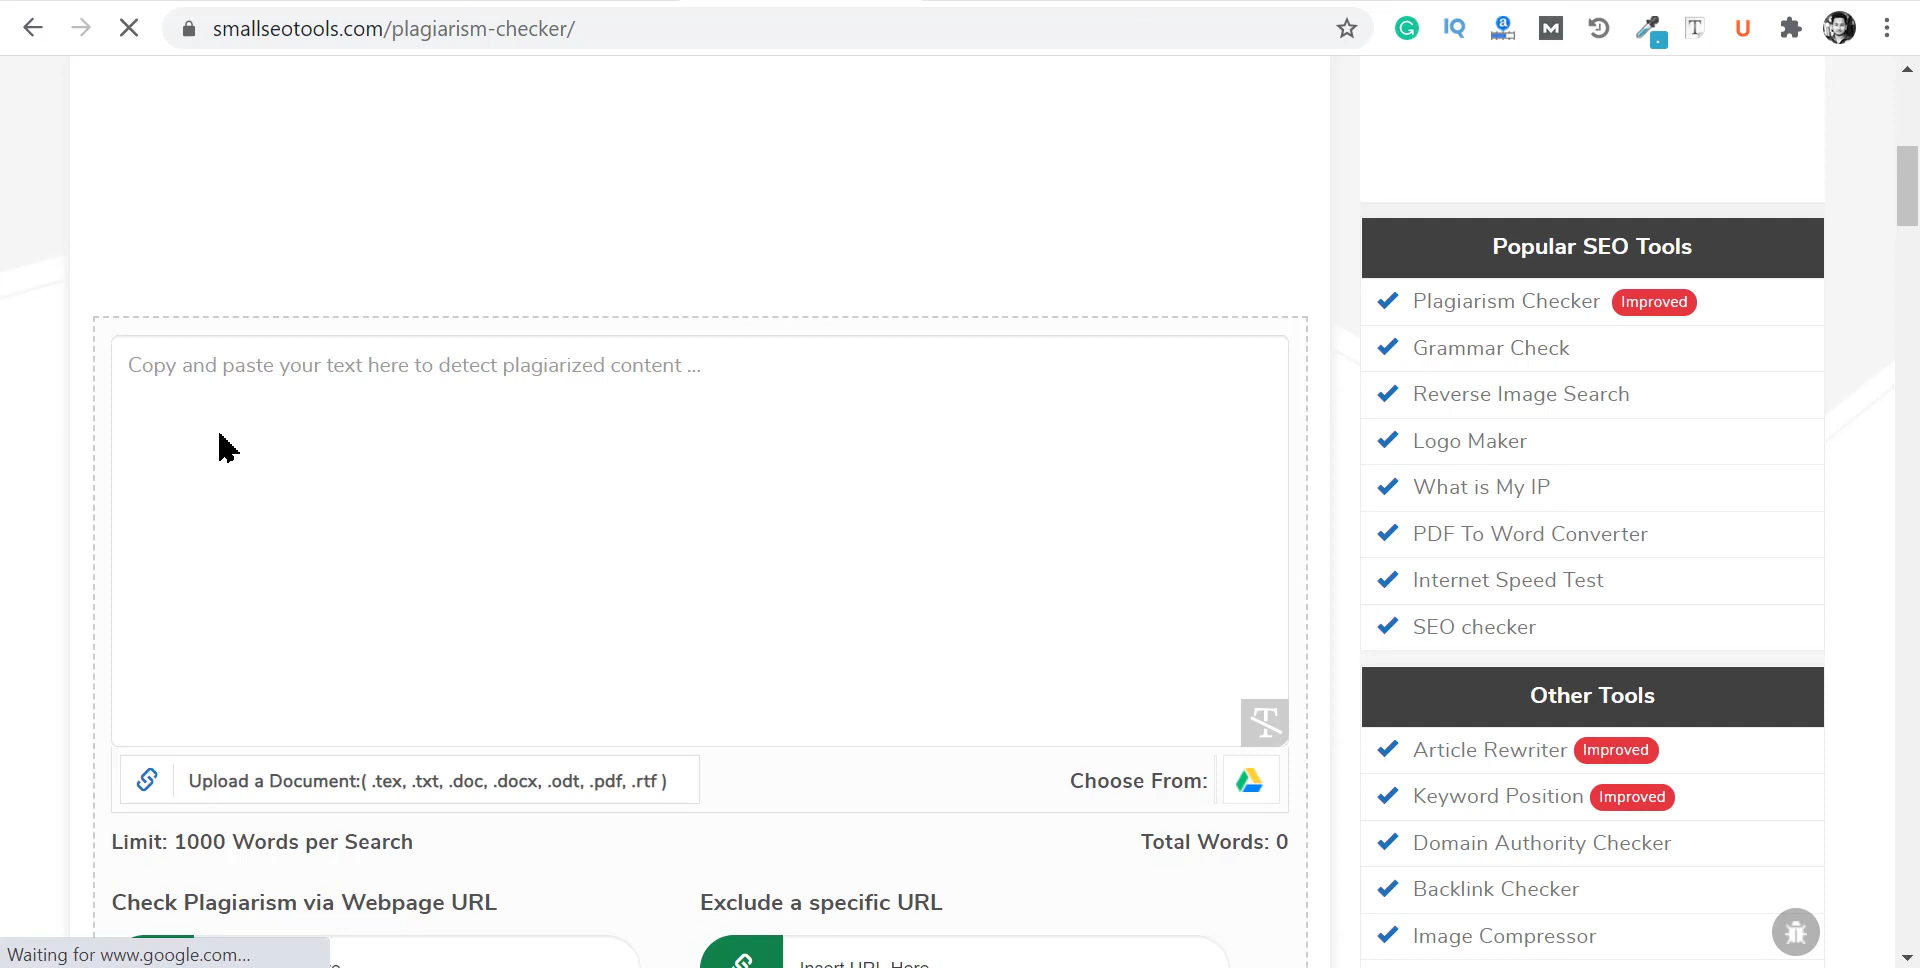 smallseotools.com/plagiarism-checker/
Copy and paste your text here to detect plagiarized content ...
Upload a Document:( .tex, .txt, .doc, .docx, .odt, .pdf, .rtf )
Choose From:
Limit: 1000 Words per Search
Total Words: 0
Check Plagiarism via Webpage URL
Exclude a specific URL
Insert URL Here
Waiting for www.google.com...
Popular SEO Tools
Plagiarism Checker Improved
Grammar Check
Reverse Image Search
Logo Maker
What is My IP
PDF To Word Converter
Internet Speed Test
SEO checker
Other Tools
Article Rewriter Improved
Keyword Position Improved
Domain Authority Checker
Backlink Checker
Image Compressor